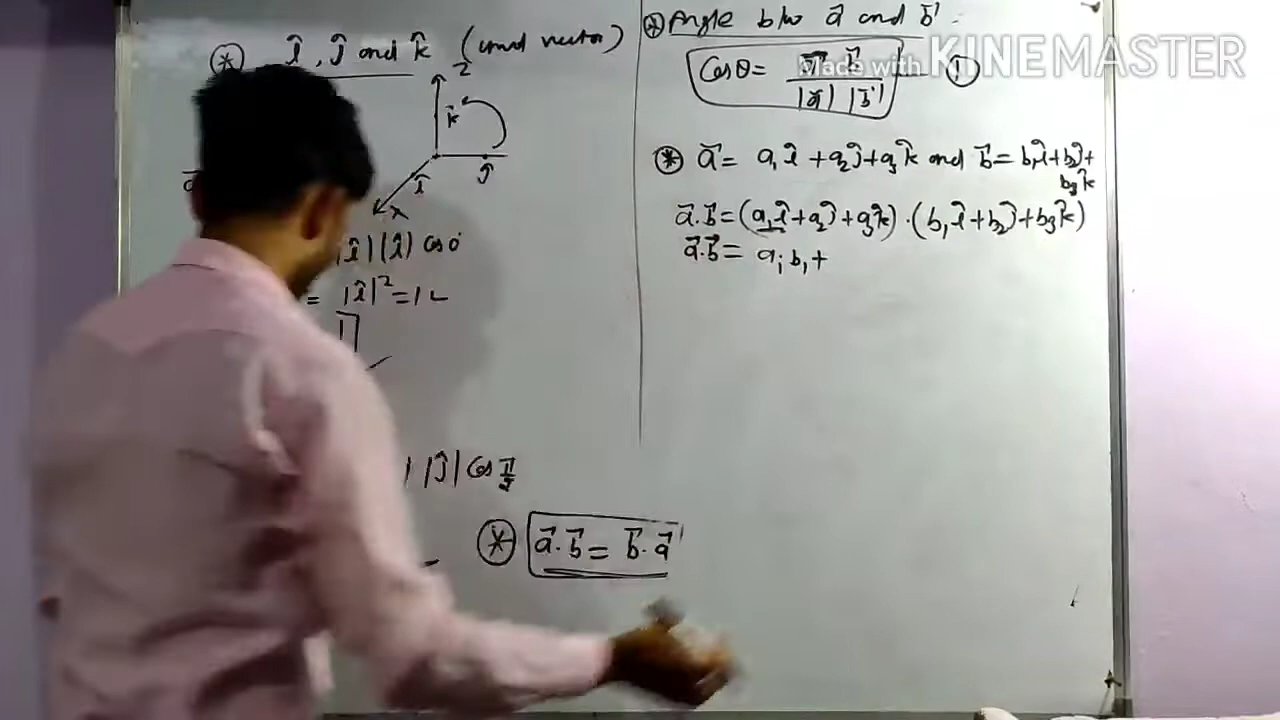 ⊛ î, ĵ and k̂ (unit vector)
z
k̂
ĵ
î
x
|î| |î| cos 0
= |î|² = 1
| |ĵ| cos π/2
⊛ a⃗.b⃗ = b⃗.a⃗
⊛ Angle b/w a⃗ and b⃗
Cosθ = a⃗ b⃗ / |a⃗| |b⃗| — ①
Made with KINEMASTER
⊛ a⃗ = a₁î + a₂ĵ + a₃k̂ and b⃗ = b₁î + b₂ĵ +
b₃k̂
a⃗.b⃗ = (a₁î + a₂ĵ + a₃k̂) . (b₁î + b₂ĵ + b₃k̂)
a⃗.b⃗ = a₁b₁ +